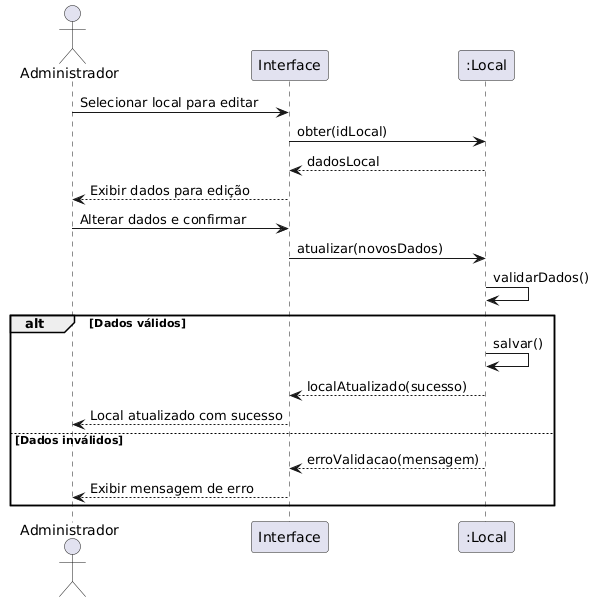 Administrador
Interface
:Local
Selecionar local para editar
obter(idLocal)
dadosLocal
Exibir dados para edição
Alterar dados e confirmar
atualizar(novosDados)
validarDados()
alt
[Dados válidos]
salvar()
localAtualizado(sucesso)
Local atualizado com sucesso
[Dados inválidos]
erroValidacao(mensagem)
Exibir mensagem de erro
Administrador
Interface
:Local